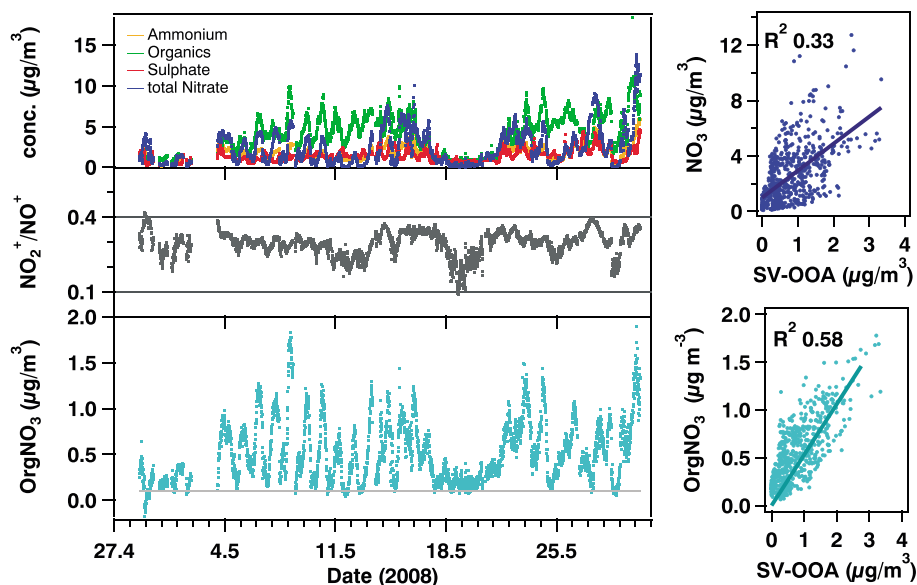 conc. (µg/m³)
15
10
5
0
Ammonium
Organics
Sulphate
total Nitrate
NO₂⁺/NO⁺
0.4
0.1
OrgNO₃ (µg/m³)
2.0
1.5
1.0
0.5
0.0
27.4 4.5 11.5 18.5 25.5
Date (2008)
R² 0.33
NO₃ (µg/m³)
12
8
4
0
0 1 2 3 4
SV-OOA (µg/m³)
R² 0.58
OrgNO₃ (µg m⁻³)
2.0
1.5
1.0
0.5
0.0
0 1 2 3 4
SV-OOA (µg/m³)